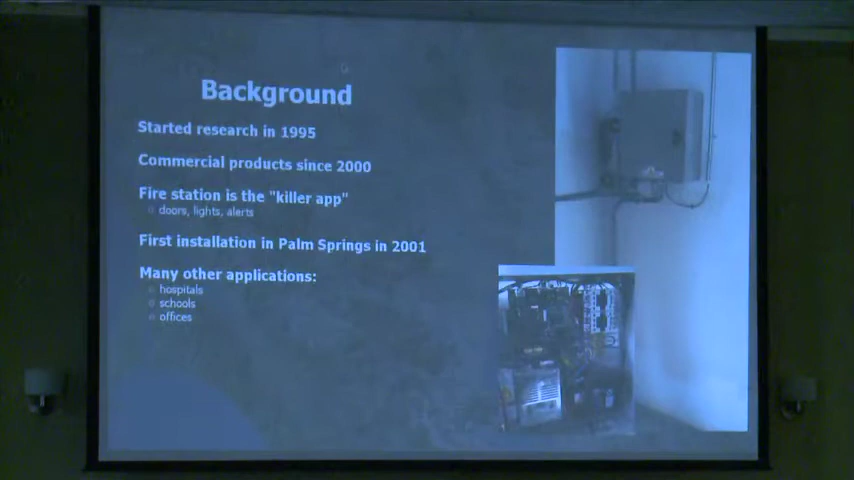 Background
Started research in 1995
Commercial products since 2000
Fire station is the "killer app"
doors, lights, alerts
First installation in Palm Springs in 2001
Many other applications:
hospitals
schools
offices